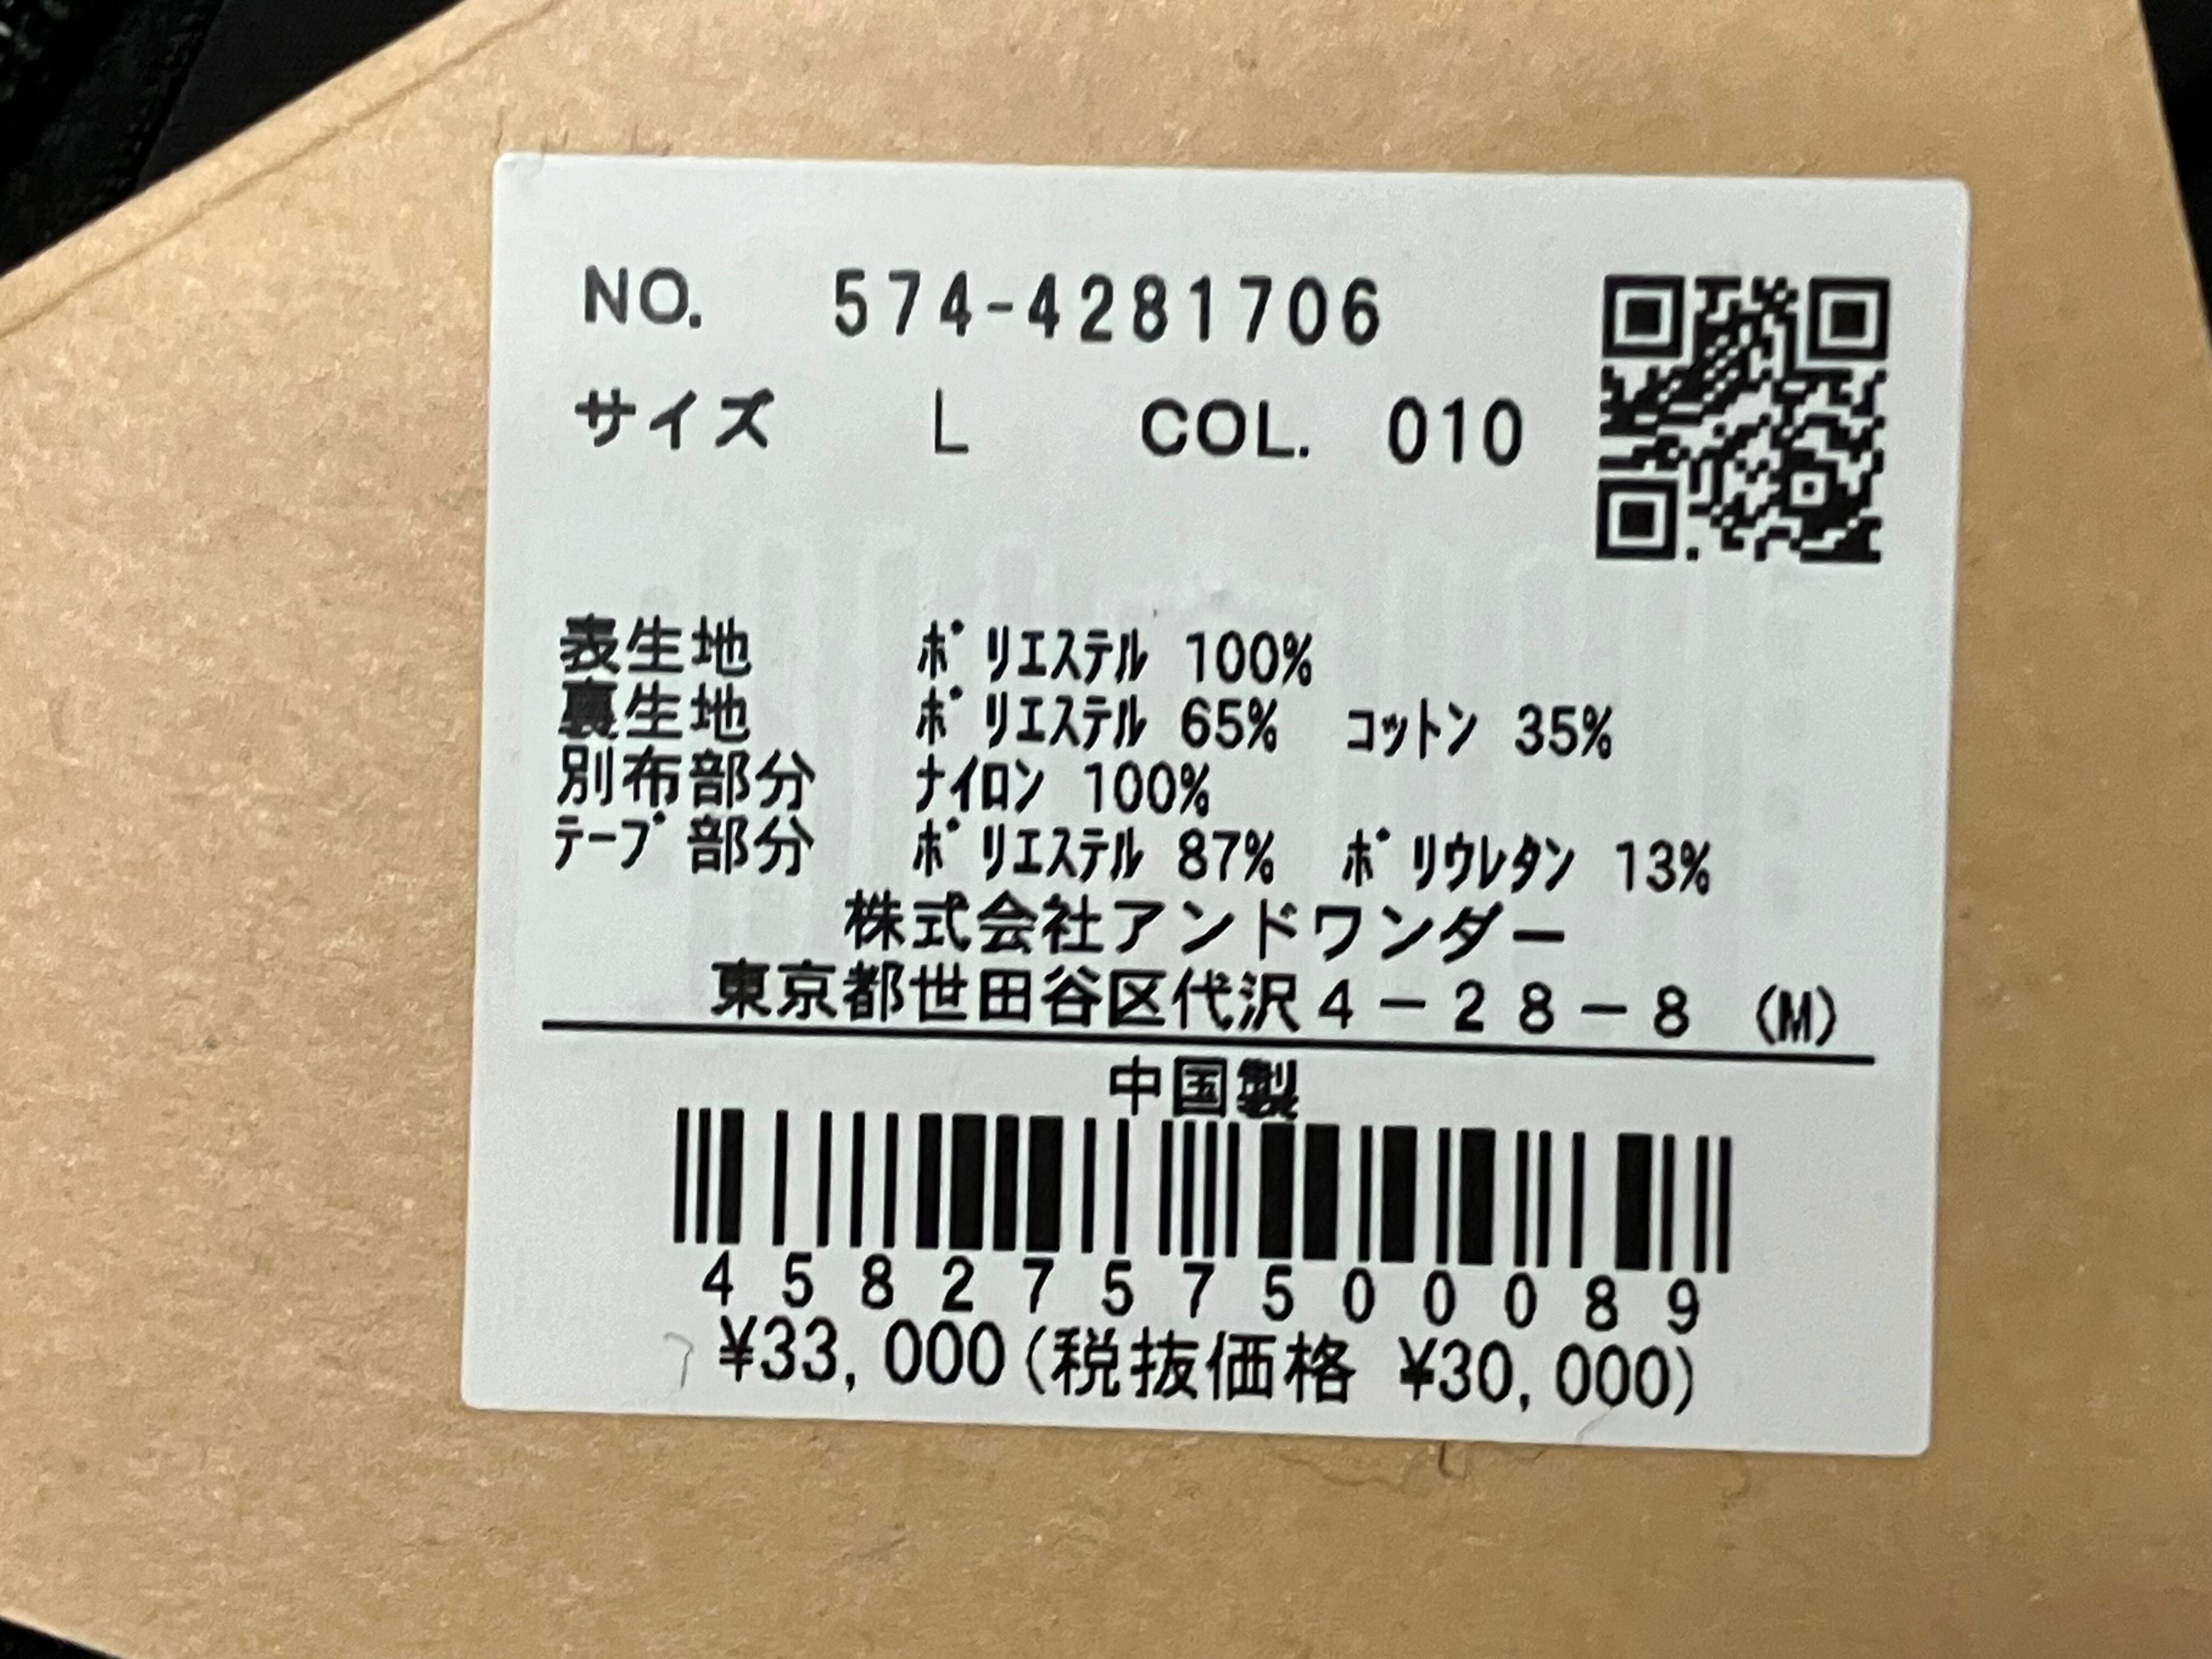 NO. 574-4281706
サイズ L COL. 010
表生地 ﾎﾟﾘｴｽﾃﾙ 100%
裏生地 ﾎﾟﾘｴｽﾃﾙ 65% ｺｯﾄﾝ 35%
別布部分 ﾅｲﾛﾝ 100%
ﾃｰﾌﾟ部分 ﾎﾟﾘｴｽﾃﾙ 87% ﾎﾟﾘｳﾚﾀﾝ 13%
株式会社アンドワンダー
東京都世田谷区代沢４－２８－８ (M)
中国製
4582757500089
¥33,000(税抜価格 ¥30,000)